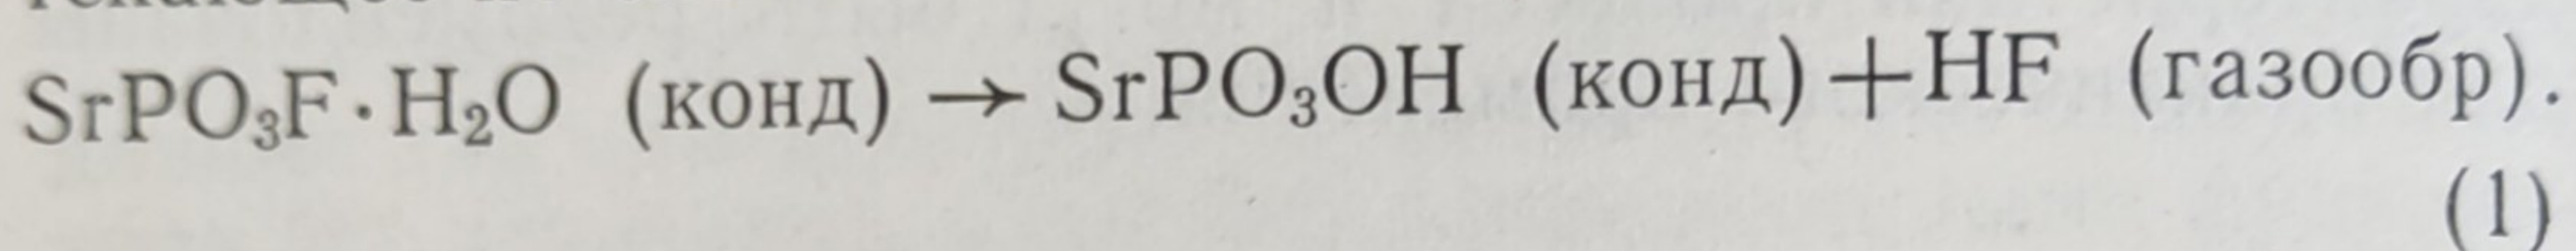 SrPO₃F·H₂O (конд) → SrPO₃OH (конд)+HF (газообр).
(1)